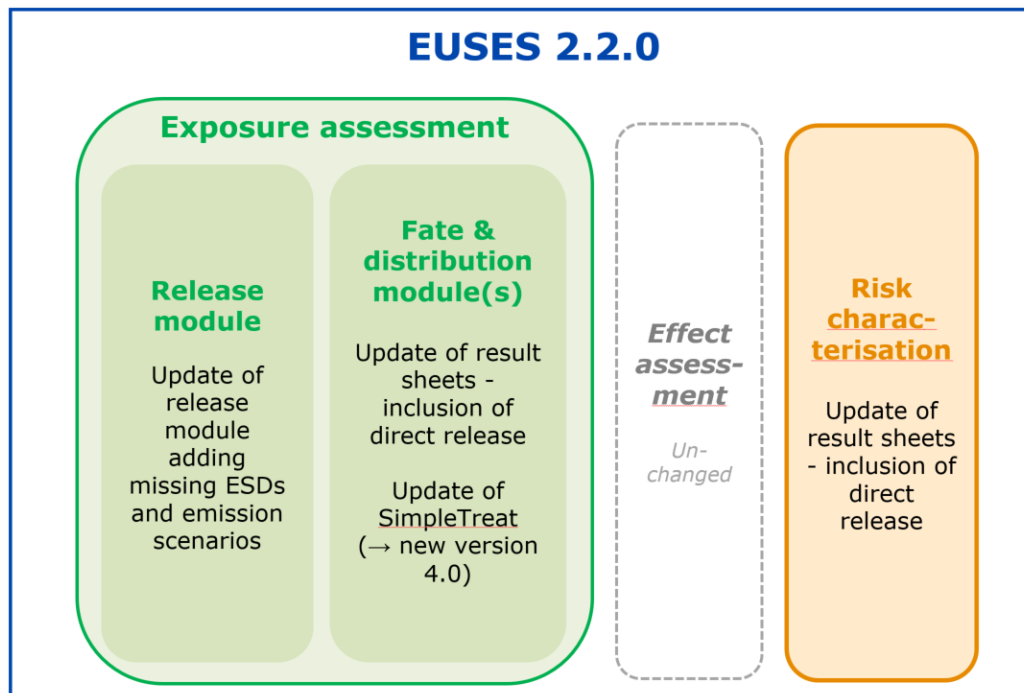 EUSES 2.2.0
Exposure assessment
Release
module
Update of
release
module
adding
missing ESDs
and emission
scenarios
Fate &
distribution
module(s)
Update of result
sheets -
inclusion of
direct release
Update of
SimpleTreat
(→ new version
4.0)
Effect
assess-
ment
Un-
changed
Risk
charac-
terisation
Update of
result sheets
- inclusion of
direct
release